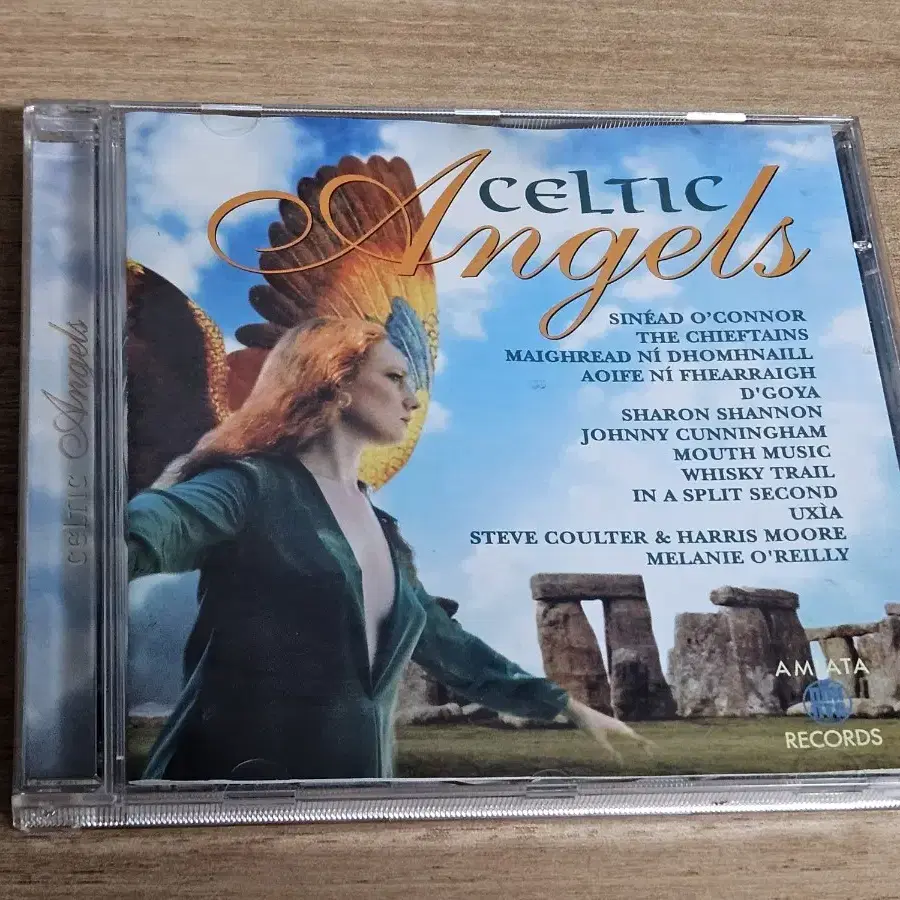 CELTIC
Angels
SINÉAD O'CONNOR
THE CHIEFTAINS
MAIGHREAD NÍ DHOMHNAILL
AOIFE NÍ FHEARRAIGH
D'GOYA
SHARON SHANNON
JOHNNY CUNNINGHAM
MOUTH MUSIC
WHISKY TRAIL
IN A SPLIT SECOND
UXÌA
STEVE COULTER & HARRIS MOORE
MELANIE O'REILLY
AMIATA
RECORDS
CELTIC Angels